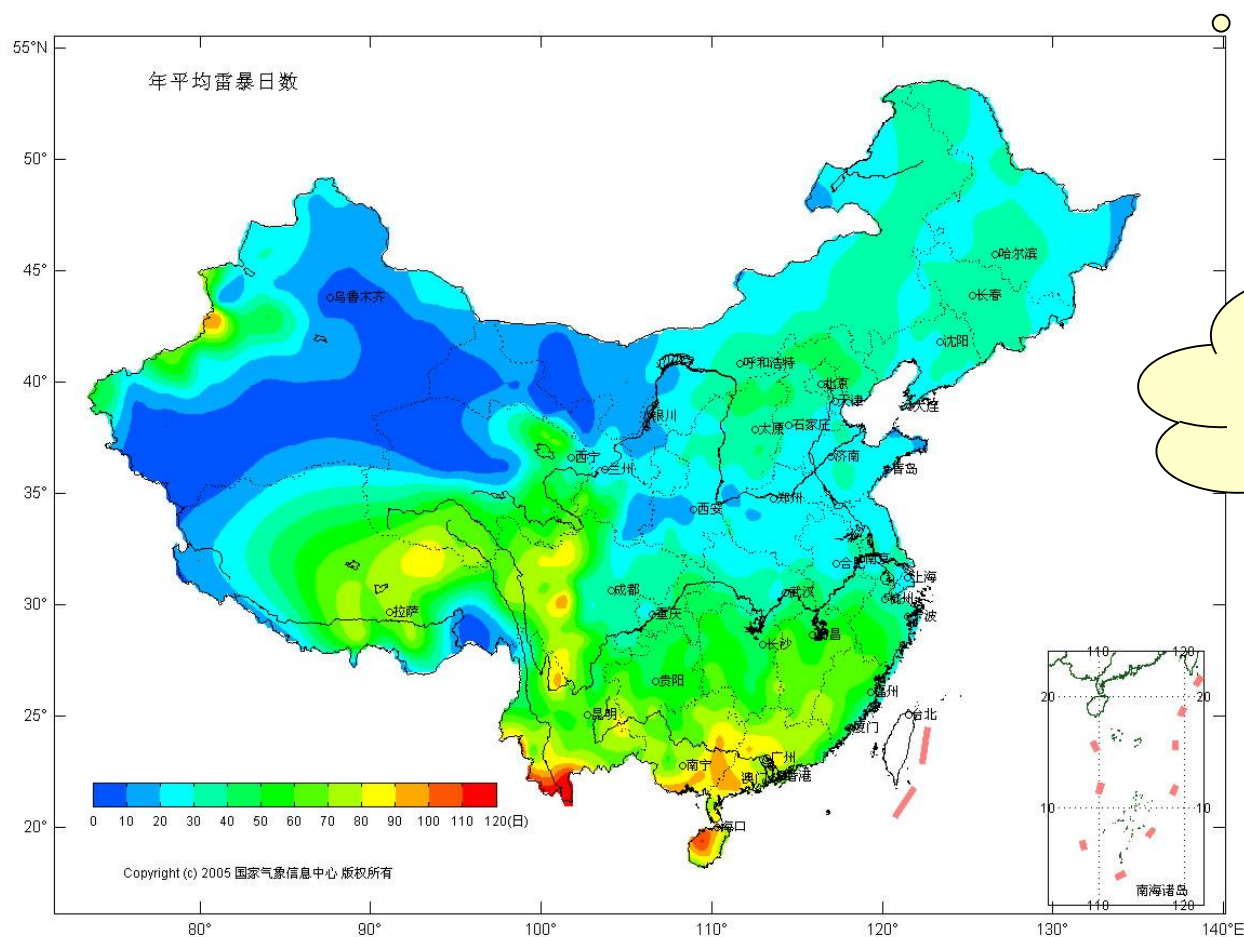 55°N
年平均雷暴日数
50°
哈尔滨
45°
乌鲁木齐
长春
沈阳
呼和浩特
40°
北京
天津
大连
银川
太原
石家庄
西宁
济南
兰州
青岛
35°
郑州
西安
南京
合肥
上海
成都
武汉
杭州
30°
拉萨
重庆
波
昌
长沙
贵阳
110
120
福州
20
20
25°
昆明
台北
厦门
广州
南宁
澳门
香港
10
10
0 10 20 30 40 50 60 70 80 90 100 110 120(日)
20°
海口
Copyright (c) 2005 国家气象信息中心 版权所有
南海诸岛
110
120
80° 90° 100° 110° 120° 130° 140°E